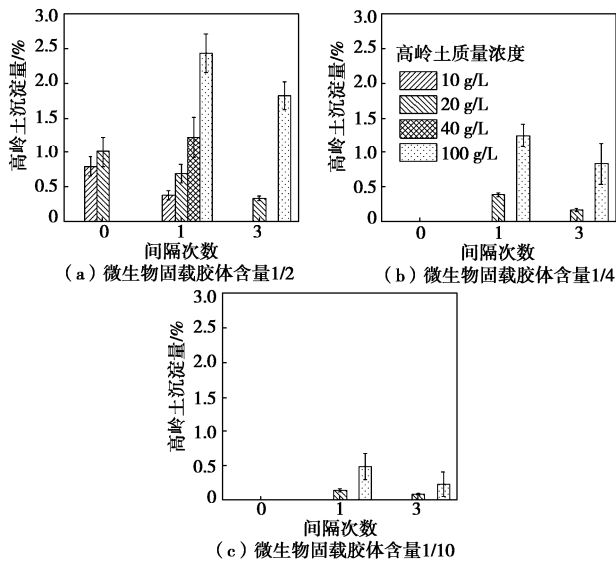 3.0
2.5
2.0
1.5
1.0
0.5
0
高岭土沉淀量/%
0 1 3
间隔次数
（a）微生物固载胶体含量1/2
3.0
2.5
2.0
1.5
1.0
0.5
0
高岭土沉淀量/%
高岭土质量浓度
10 g/L
20 g/L
40 g/L
100 g/L
0 1 3
间隔次数
（b）微生物固载胶体含量1/4
3.0
2.5
2.0
1.5
1.0
0.5
0
高岭土沉淀量/%
0 1 3
间隔次数
（c）微生物固载胶体含量1/10